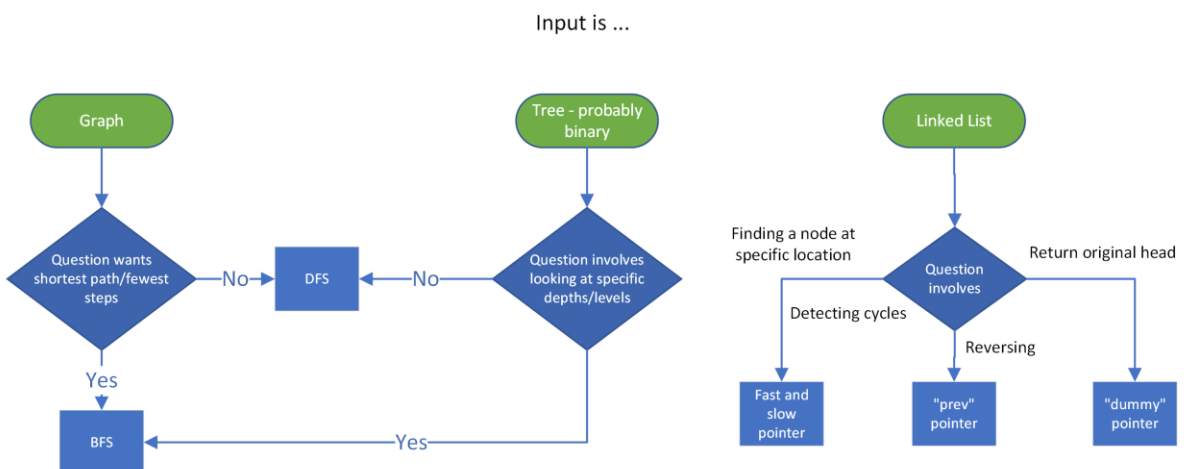 Input is ...
Graph
Tree - probably
binary
Linked List
Question wants
shortest path/fewest
steps
No
DFS
No
Question involves
looking at specific
depths/levels
Finding a node at
specific location
Question
involves
Return original head
Detecting cycles
Reversing
Yes
BFS
Yes
Fast and
slow
pointer
"prev"
pointer
"dummy"
pointer